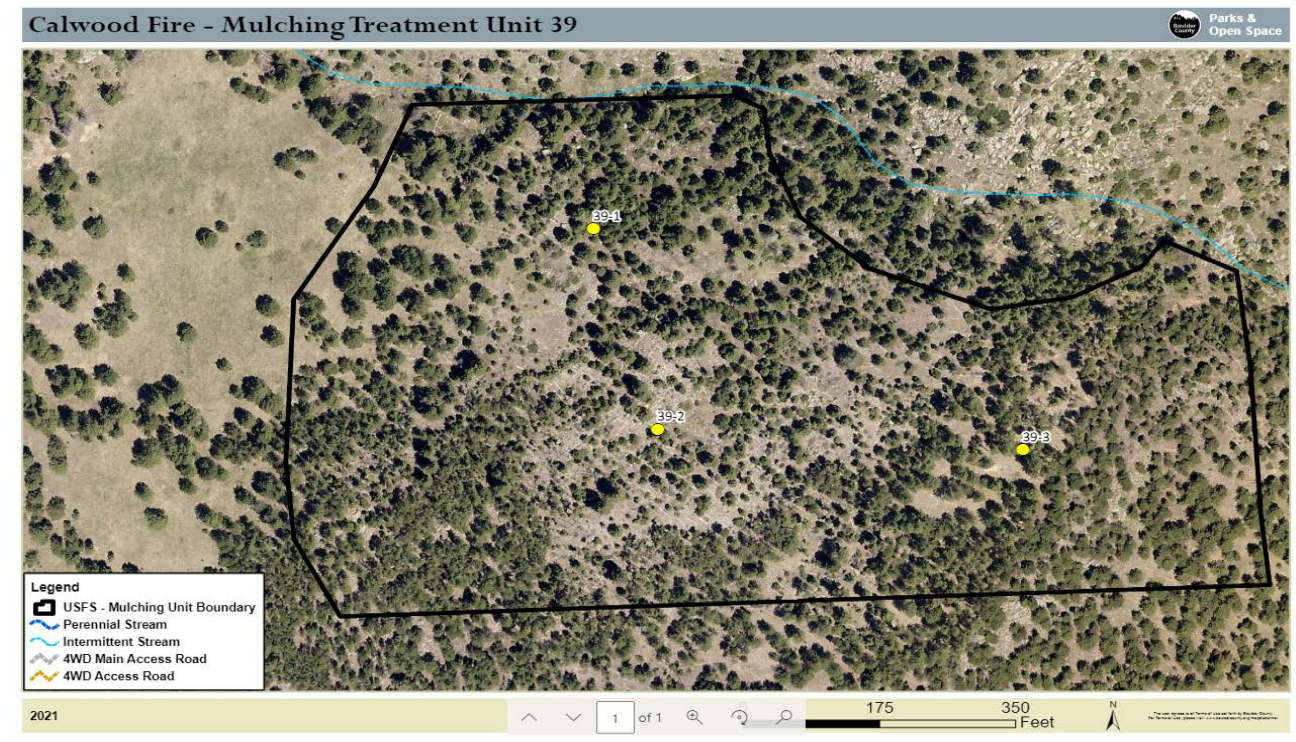 Calwood Fire - Mulching Treatment Unit 39
Boulder
County
Parks &
Open Space
39-1
39-2
39-3
Legend
USFS - Mulching Unit Boundary
Perennial Stream
Intermittent Stream
4WD Main Access Road
4WD Access Road
2021
1 of 1
175 350
Feet
N